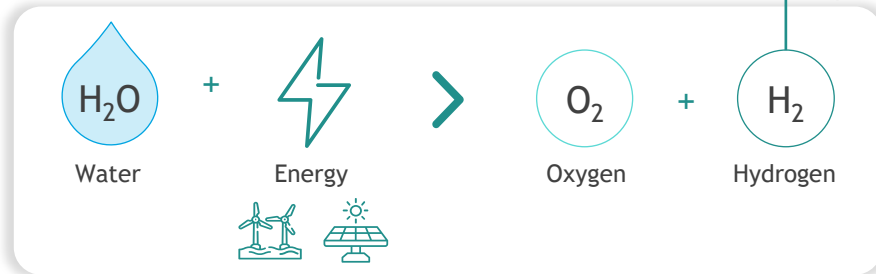 H₂O + > O₂ + H₂
Water Energy Oxygen Hydrogen